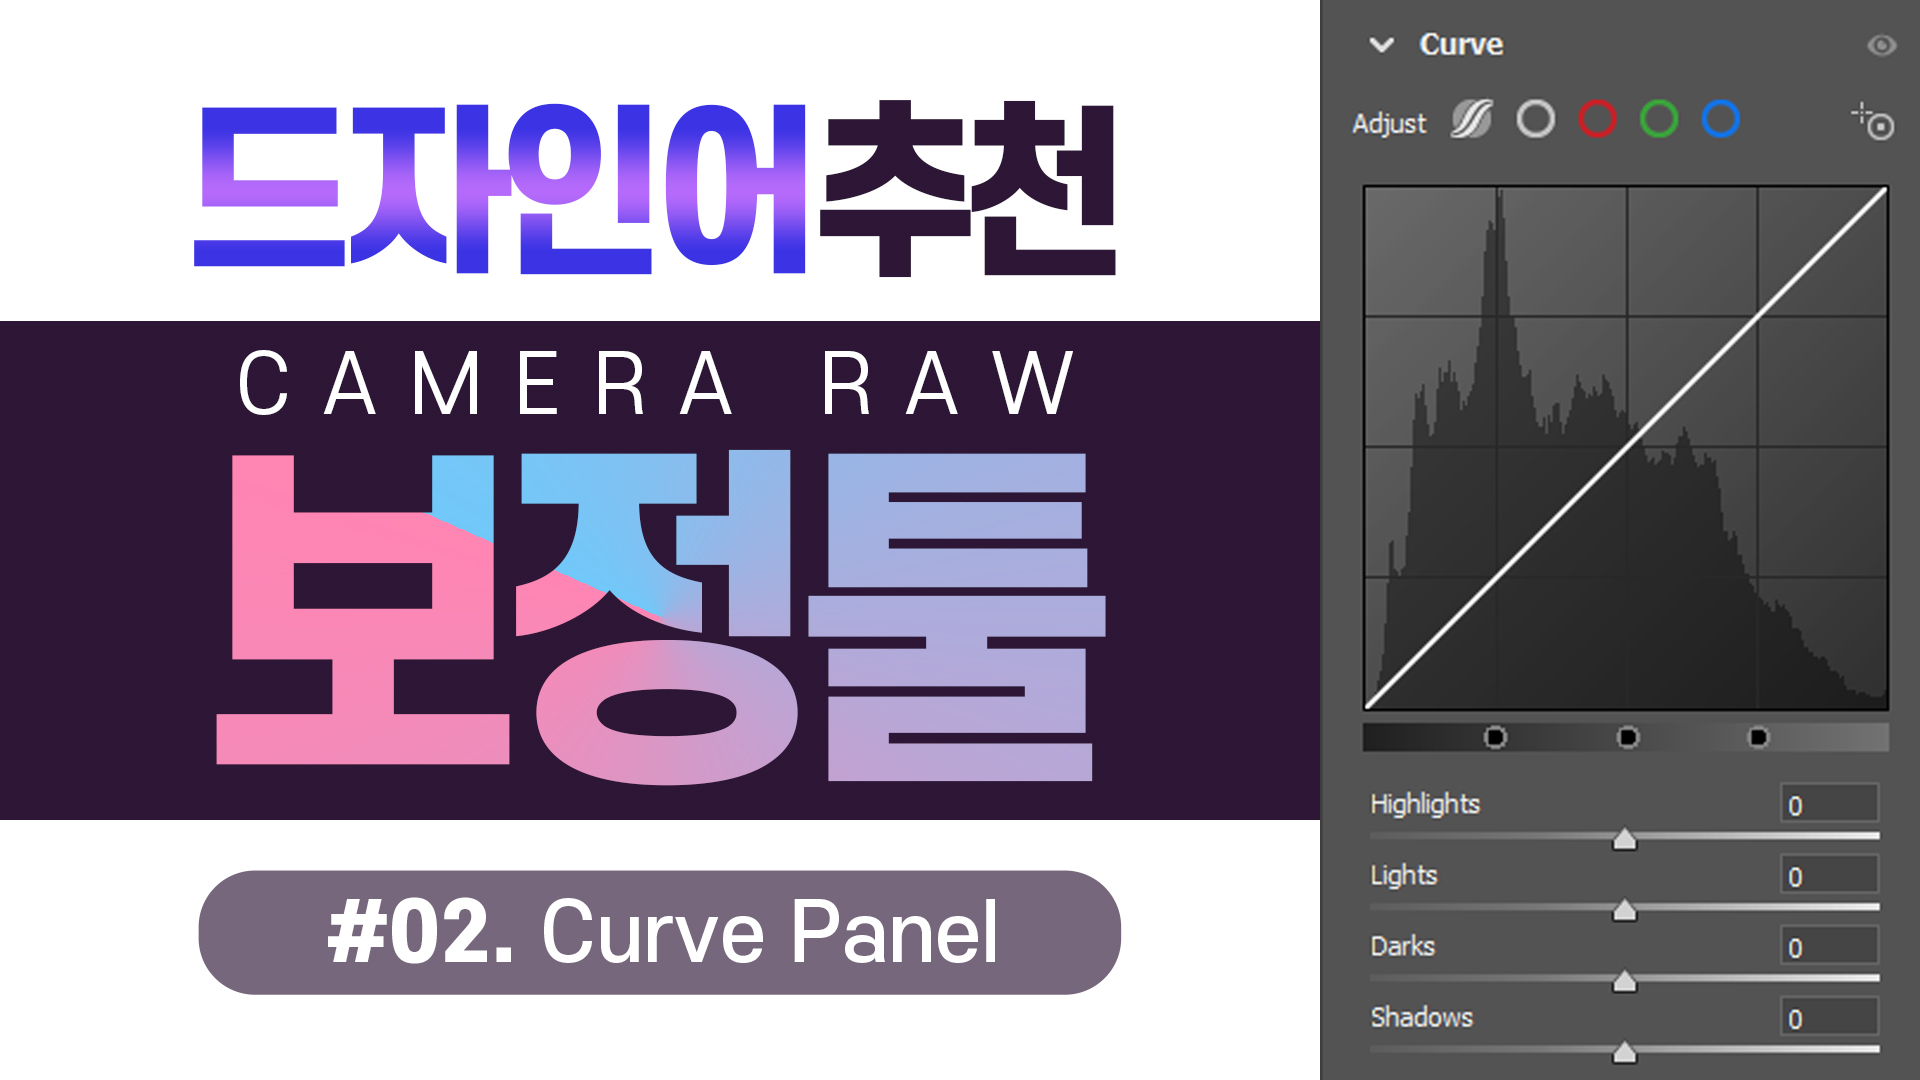 드자인어추천
CAMERA RAW
보정툴
#02. Curve Panel
Curve
Adjust
Highlights 0
Lights 0
Darks 0
Shadows 0